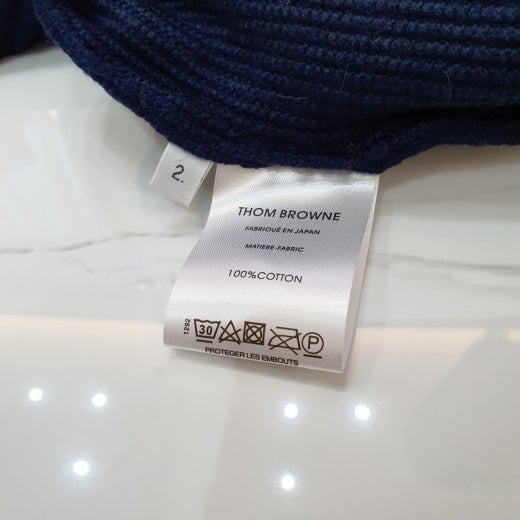 2.
THOM BROWNE
FABRIQUÉ EN JAPAN
MATIERE-FABRIC
100%COTTON
1292
30 P
PROTEGER LES EMBOUTS